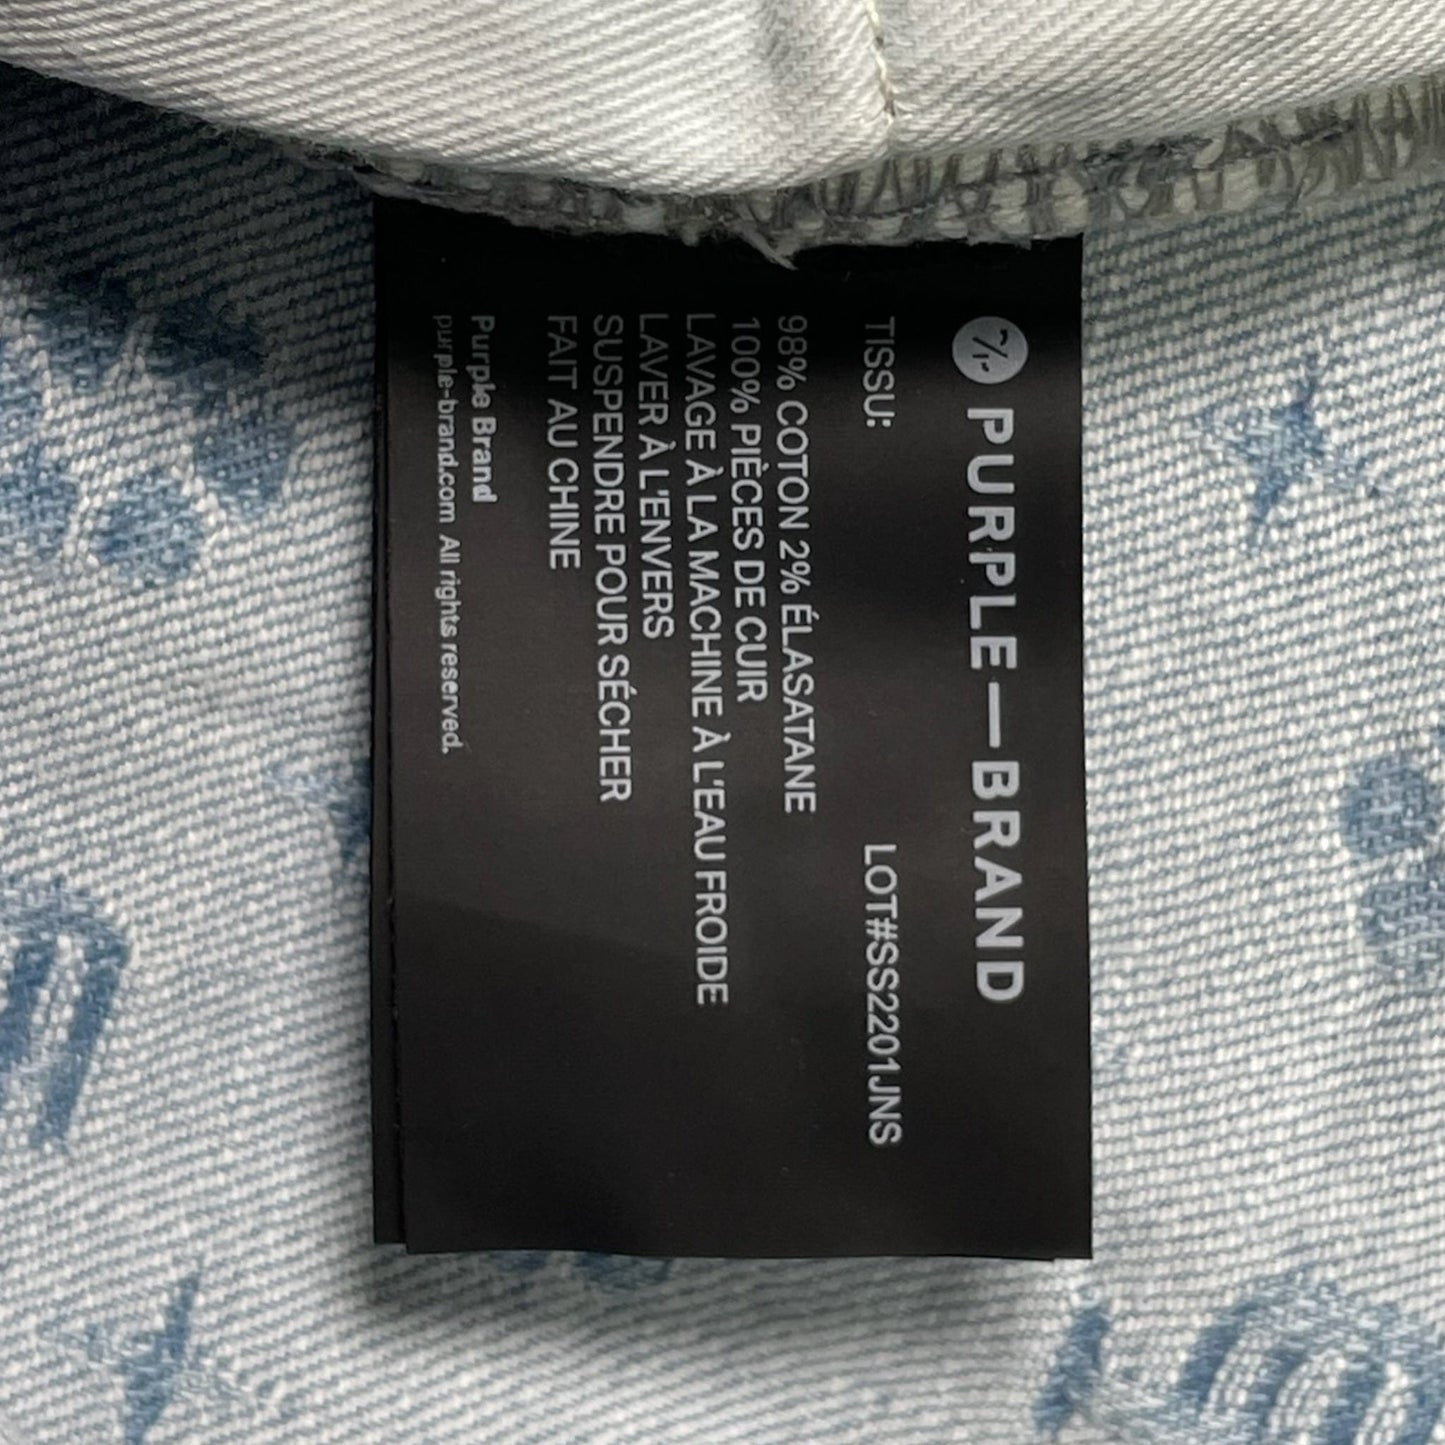 PURPLE—BRAND
TISSU: LOT#SS2201JNS
98% COTON 2% ÉLASATANE
100% PIÈCES DE CUIR
LAVAGE À LA MACHINE À L'EAU FROIDE
LAVER À L'ENVERS
SUSPENDRE POUR SÉCHER
FAIT AU CHINE
Purple Brand
purple-brand.com All rights reserved.